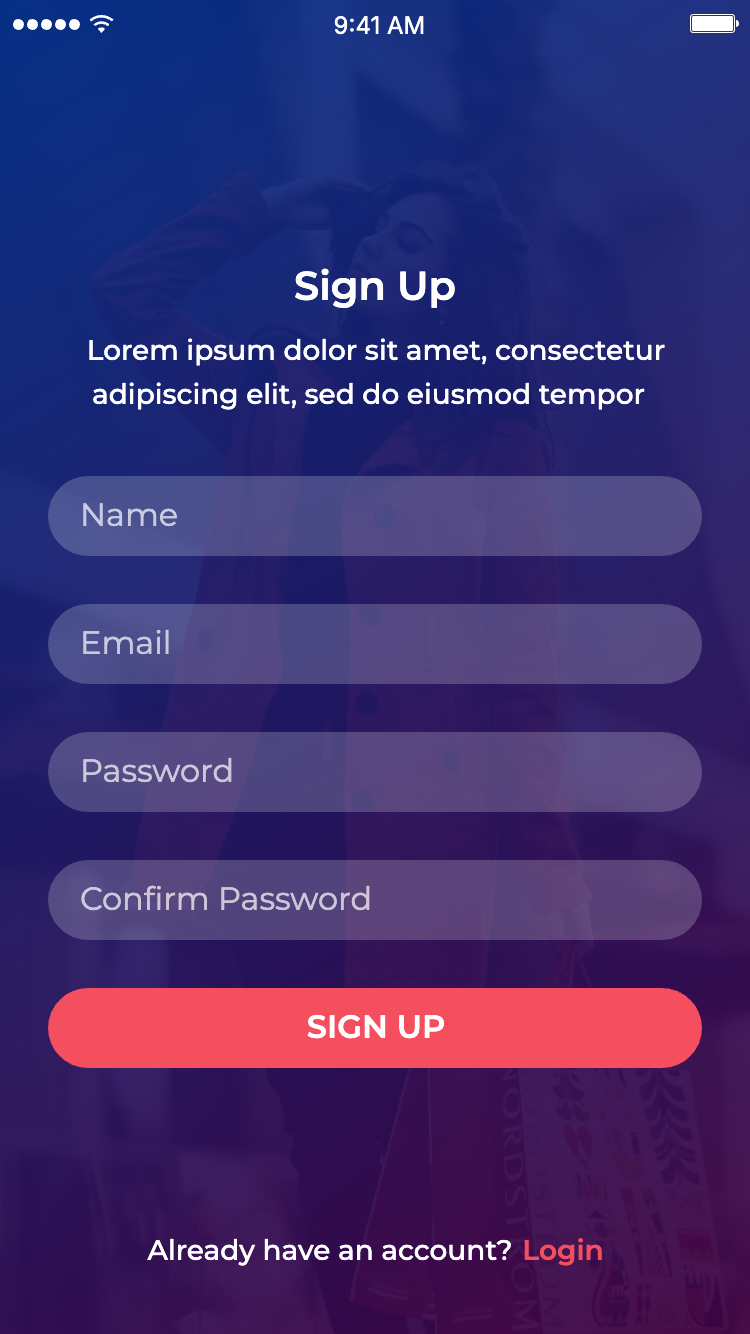 9:41 AM
Sign Up
Lorem ipsum dolor sit amet, consectetur
adipiscing elit, sed do eiusmod tempor
Name
Email
Password
Confirm Password
SIGN UP
Already have an account? Login